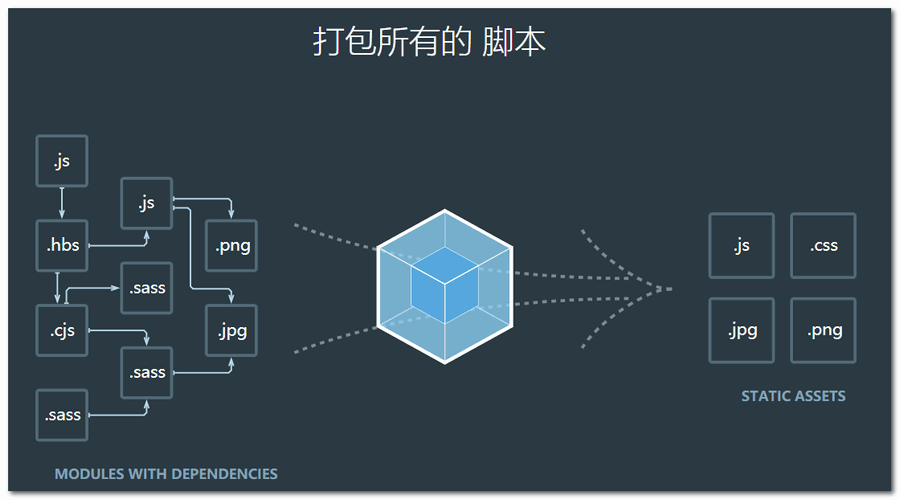 打包所有的 脚本
.js
.js
.hbs
.png
.sass
.cjs
.jpg
.sass
.sass
MODULES WITH DEPENDENCIES
.js
.css
.jpg
.png
STATIC ASSETS